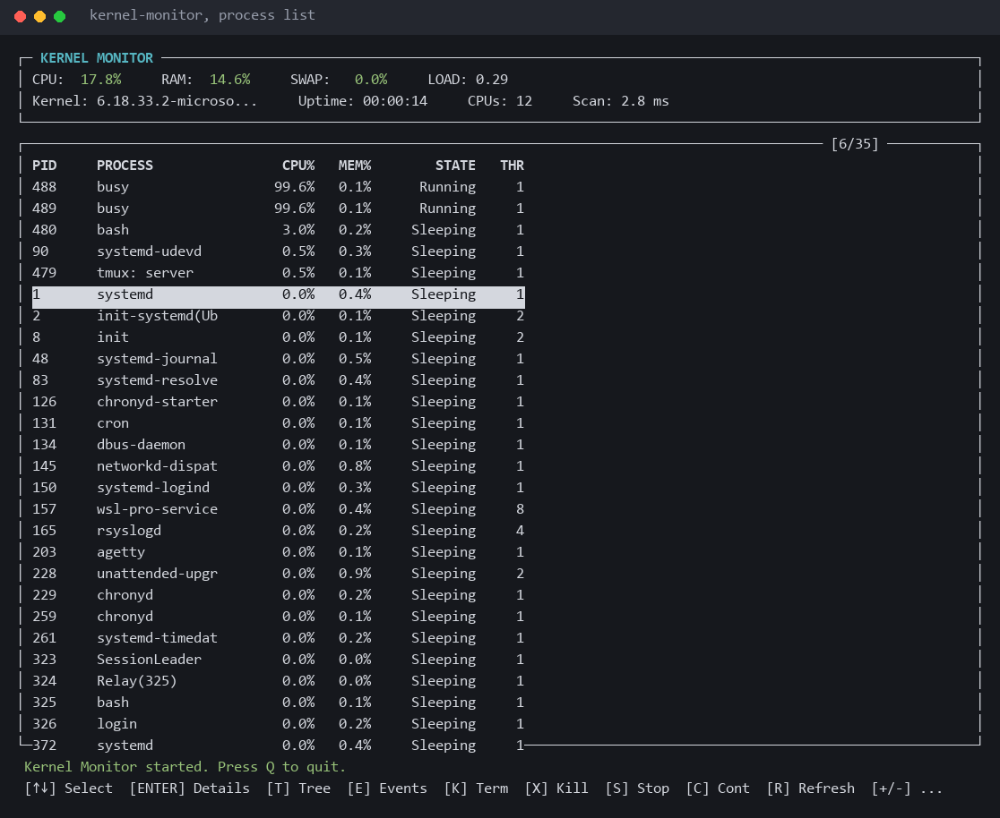 kernel-monitor, process list
KERNEL MONITOR
CPU: 17.8% RAM: 14.6% SWAP: 0.0% LOAD: 0.29
Kernel: 6.18.33.2-microso... Uptime: 00:00:14 CPUs: 12 Scan: 2.8 ms
[6/35]
PID PROCESS CPU% MEM% STATE THR
488 busy 99.6% 0.1% Running 1
489 busy 99.6% 0.1% Running 1
480 bash 3.0% 0.2% Sleeping 1
90 systemd-udevd 0.5% 0.3% Sleeping 1
479 tmux: server 0.5% 0.1% Sleeping 1
1 systemd 0.0% 0.4% Sleeping 1
2 init-systemd(Ub 0.0% 0.1% Sleeping 2
8 init 0.0% 0.1% Sleeping 2
48 systemd-journal 0.0% 0.5% Sleeping 1
83 systemd-resolve 0.0% 0.4% Sleeping 1
126 chronyd-starter 0.0% 0.1% Sleeping 1
131 cron 0.0% 0.1% Sleeping 1
134 dbus-daemon 0.0% 0.1% Sleeping 1
145 networkd-dispat 0.0% 0.8% Sleeping 1
150 systemd-logind 0.0% 0.3% Sleeping 1
157 wsl-pro-service 0.0% 0.4% Sleeping 8
165 rsyslogd 0.0% 0.2% Sleeping 4
203 agetty 0.0% 0.1% Sleeping 1
228 unattended-upgr 0.0% 0.9% Sleeping 2
229 chronyd 0.0% 0.2% Sleeping 1
259 chronyd 0.0% 0.1% Sleeping 1
261 systemd-timedat 0.0% 0.2% Sleeping 1
323 SessionLeader 0.0% 0.0% Sleeping 1
324 Relay(325) 0.0% 0.0% Sleeping 1
325 bash 0.0% 0.1% Sleeping 1
326 login 0.0% 0.2% Sleeping 1
372 systemd 0.0% 0.4% Sleeping 1
Kernel Monitor started. Press Q to quit.
[↑↓] Select [ENTER] Details [T] Tree [E] Events [K] Term [X] Kill [S] Stop [C] Cont [R] Refresh [+/-] ...